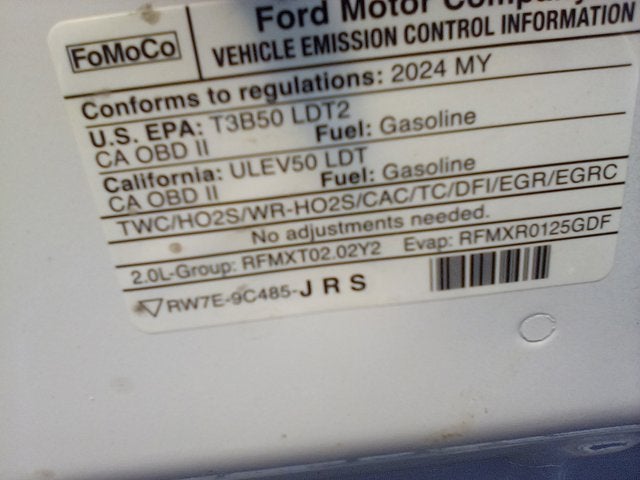 Ford Motor Company
FoMoCo
VEHICLE EMISSION CONTROL INFORMATION
Conforms to regulations: 2024 MY
U.S. EPA: T3B50 LDT2
CA OBD II Fuel: Gasoline
California: ULEV50 LDT
CA OBD II Fuel: Gasoline
TWC/HO2S/WR-HO2S/CAC/TC/DFI/EGR/EGRC
No adjustments needed.
2.0L-Group: RFMXT02.02Y2 Evap: RFMXR0125GDF
RW7E-9C485-JRS